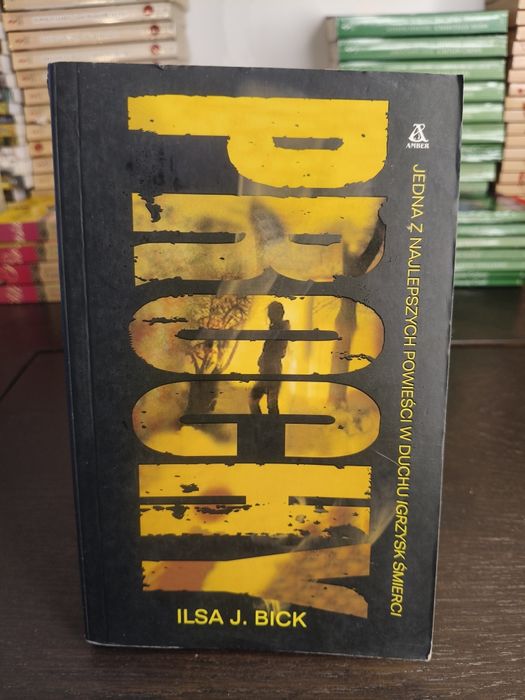 PROCHY
JEDNA Z NAJLEPSZYCH POWIEŚCI W DUCHU IGRZYSK ŚMIERCI
AMBER
ILSA J. BICK